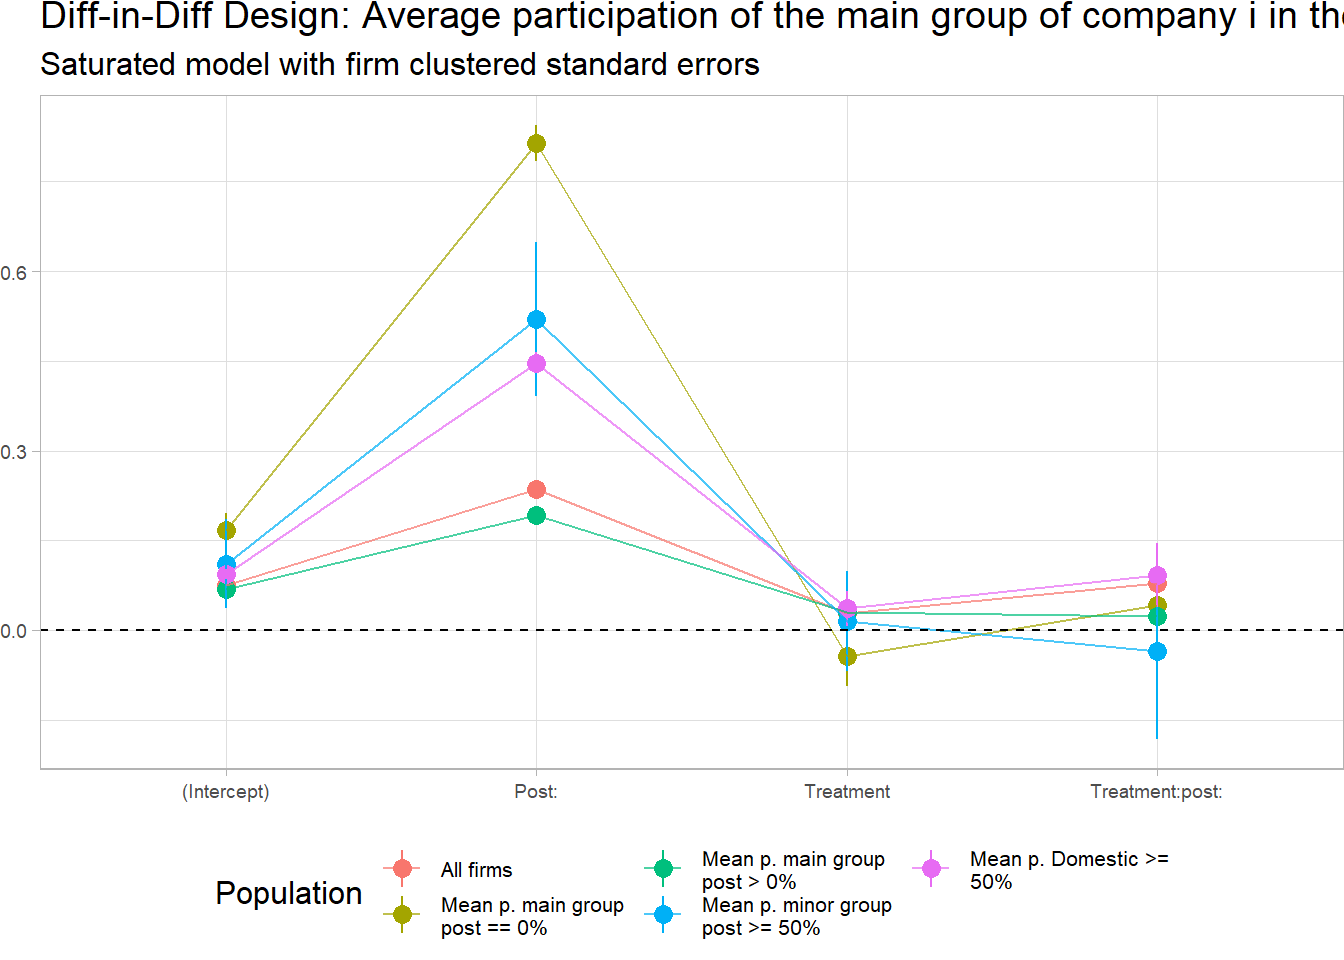 Diff-in-Diff Design: Average participation of the main group of company i in the
Saturated model with firm clustered standard errors
0.6
0.3
0.0
(Intercept)
Post:
Treatment
Treatment:post:
Population
All firms
Mean p. main group
post == 0%
Mean p. main group
post > 0%
Mean p. minor group
post >= 50%
Mean p. Domestic >=
50%